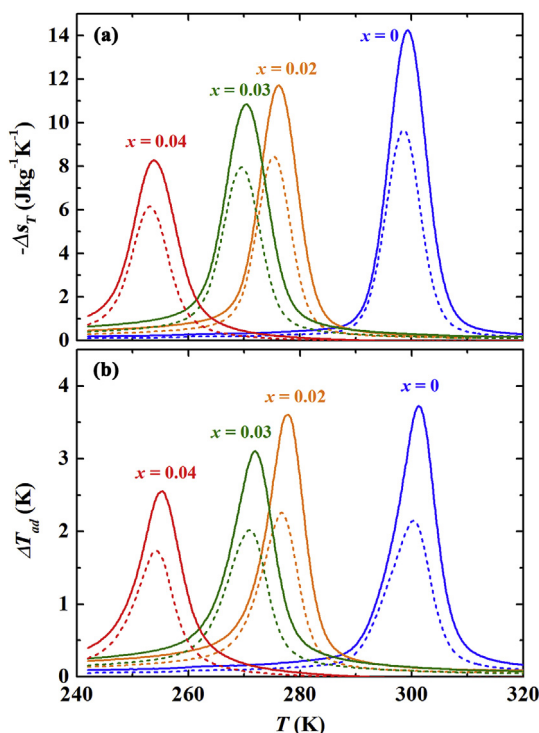 14
(a)
x = 0
12
x = 0.02
x = 0.03
10
x = 0.04
8
6
4
2
0
-Δs_T (Jkg⁻¹K⁻¹)
(b)
4
x = 0.02
x = 0
x = 0.03
3
x = 0.04
2
1
0
ΔT_ad (K)
240 260 280 300 320
T (K)